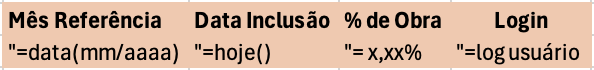 Mês Referência Data Inclusão % de Obra Login
"=data(mm/aaaa) "=hoje() "= x,xx% "=log usuário